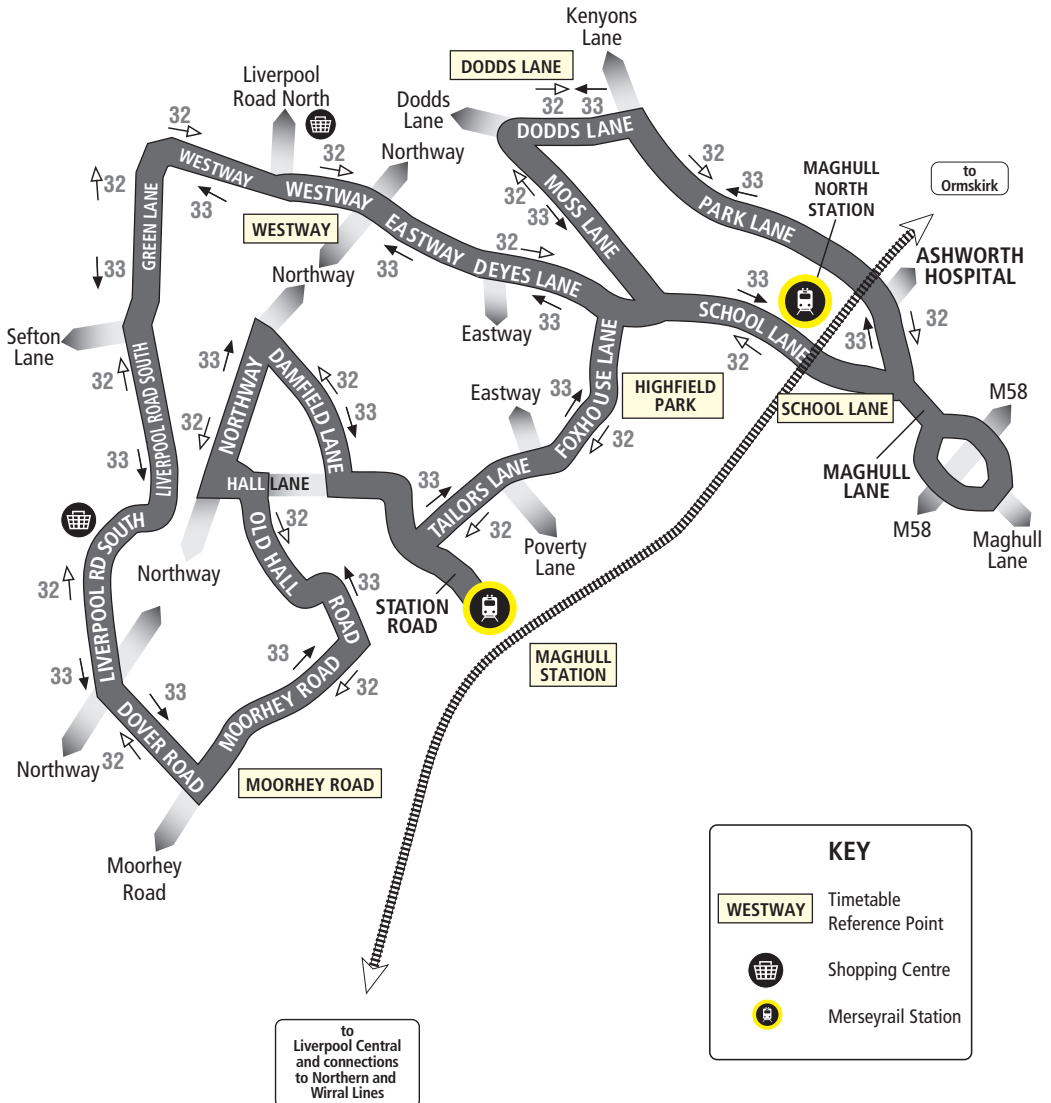 Kenyons
Lane
DODDS LANE
32
33
Dodds
Lane
DODDS LANE
Liverpool
Road North
32
32
Northway
WESTWAY
33
WESTWAY
WESTWAY
EASTWAY
33
32
DEYES LANE
33
Northway
Eastway
32
33
MOSS LANE
32
33
PARK LANE
MAGHULL
NORTH
STATION
to
Ormskirk
ASHWORTH
HOSPITAL
33
32
33
SCHOOL LANE
32
SCHOOL LANE
M58
MAGHULL
LANE
M58
Maghull
Lane
32
GREEN LANE
33
Sefton
Lane
32
LIVERPOOL ROAD SOUTH
33
33
NORTHWAY
32
DAMFIELD LANE
32
33
HALL LANE
Northway
Eastway
33
FOXHOUSE LANE
32
HIGHFIELD
PARK
33
TAILORS LANE
32
Poverty
Lane
STATION
ROAD
MAGHULL
STATION
OLD HALL
32
ROAD
33
LIVERPOOL RD SOUTH
32
33
33
DOVER ROAD
32
Northway
33
MOORHEY ROAD
32
MOORHEY ROAD
Moorhey
Road
to
Liverpool Central
and connections
to Northern and
Wirral Lines
KEY
WESTWAY
Timetable
Reference Point
Shopping Centre
Merseyrail Station